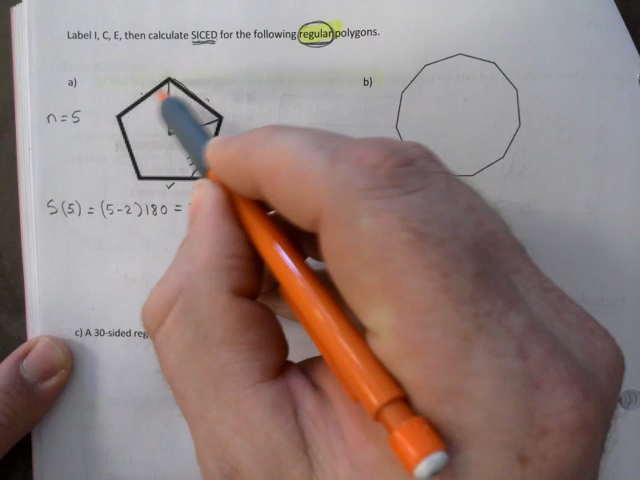 Label I, C, E, then calculate SICED for the following regular polygons.
a)
b)
n=5
S(5) = (5-2)180 =
c) A 30-sided reg